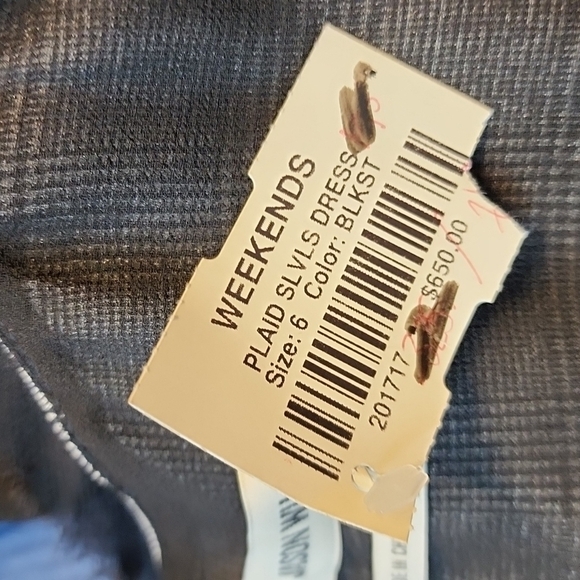 WEEKENDS
PLAID SLVLS DRESS
Size: 6 Color: BLKST
201717
$650.00